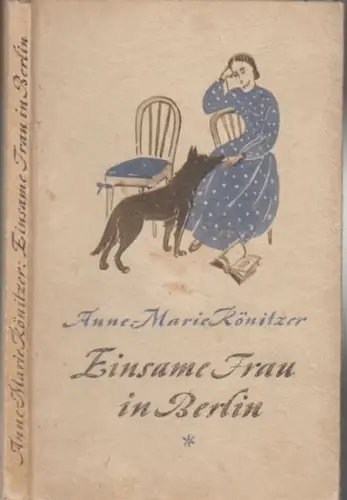 Anne-Marie Könitzer: Einsame Frau in Berlin
Anne-Marie Könitzer
Einsame Frau
in Berlin
*